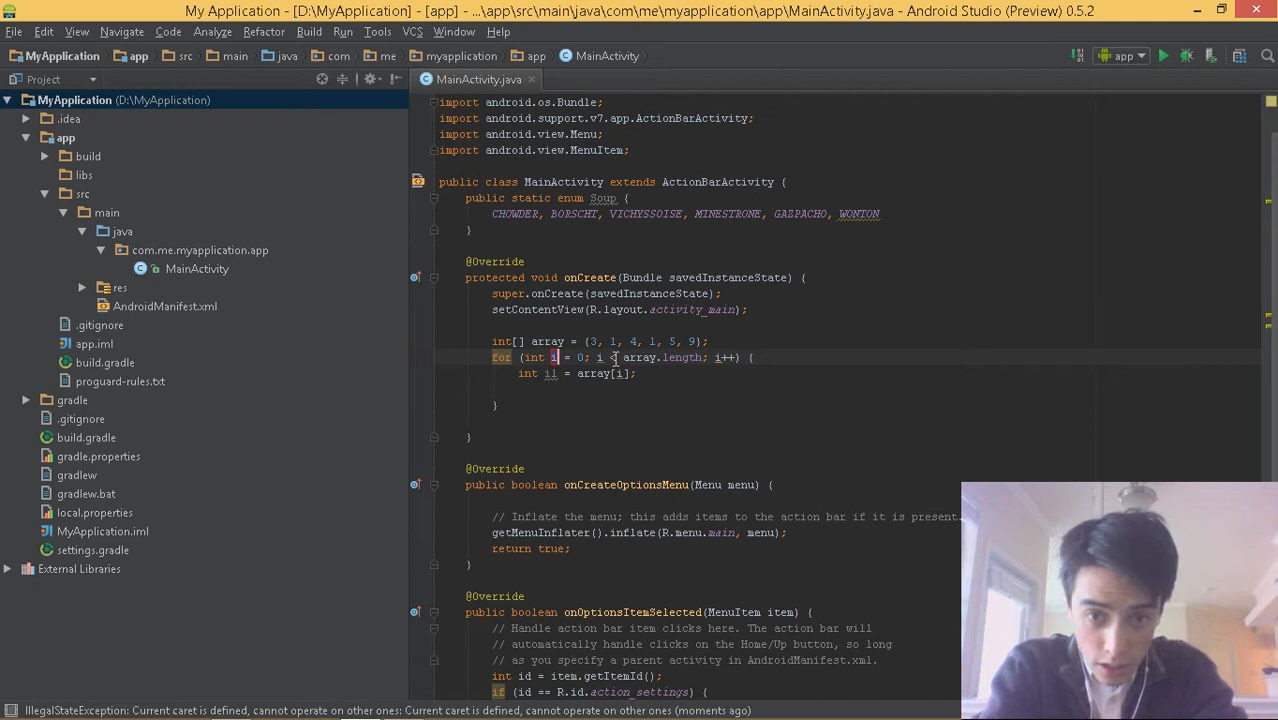 My Application - [D:\MyApplication] - [app] - ...\app\src\main\java\com\me\myapplication\app\MainActivity.java - Android Studio (Preview) 0.5.2
File Edit View Navigate Code Analyze Refactor Build Run Tools VCS Window Help
MyApplication app src main java com me myapplication app MainActivity app
Project
MainActivity.java
MyApplication (D:\MyApplication)
.idea
app
build
libs
src
main
java
com.me.myapplication.app
MainActivity
res
AndroidManifest.xml
.gitignore
app.iml
build.gradle
proguard-rules.txt
gradle
.gitignore
build.gradle
gradle.properties
gradlew
gradlew.bat
local.properties
MyApplication.iml
settings.gradle
External Libraries
import android.os.Bundle;
import android.support.v7.app.ActionBarActivity;
import android.view.Menu;
import android.view.MenuItem;
public class MainActivity extends ActionBarActivity {
public static enum Soup {
CHOWDER, BORSCHT, VICHYSSOISE, MINESTRONE, GAZPACHO, WONTON
}
@Override
protected void onCreate(Bundle savedInstanceState) {
super.onCreate(savedInstanceState);
setContentView(R.layout.activity_main);
int[] array = {3, 1, 4, 1, 5, 9};
for (int i = 0; i < array.length; i++) {
int i1 = array[i];
}
}
@Override
public boolean onCreateOptionsMenu(Menu menu) {
// Inflate the menu; this adds items to the action bar if it is present.
getMenuInflater().inflate(R.menu.main, menu);
return true;
}
@Override
public boolean onOptionsItemSelected(MenuItem item) {
// Handle action bar item clicks here. The action bar will
// automatically handle clicks on the Home/Up button, so long
// as you specify a parent activity in AndroidManifest.xml.
int id = item.getItemId();
if (id == R.id.action_settings) {
IllegalStateException: Current caret is defined, cannot operate on other ones: Current caret is defined, cannot operate on other ones (moments ago)